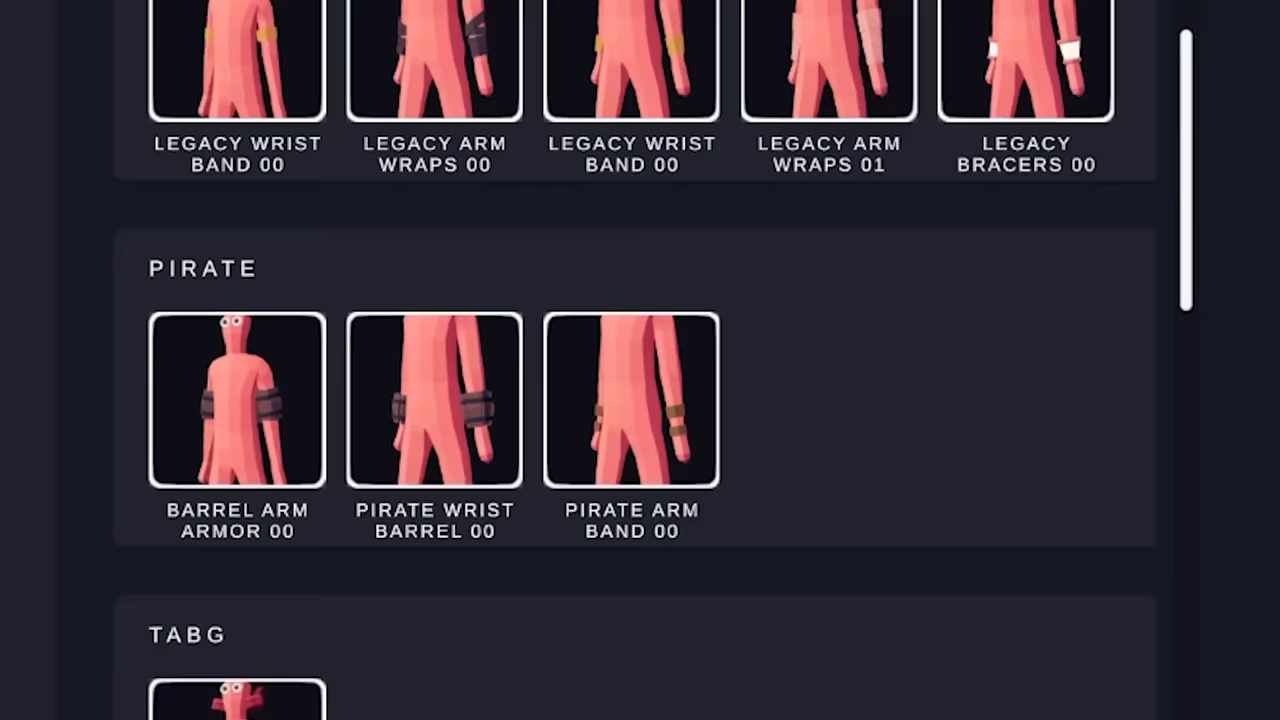 LEGACY WRIST
BAND 00
LEGACY ARM
WRAPS 00
LEGACY WRIST
BAND 00
LEGACY ARM
WRAPS 01
LEGACY
BRACERS 00
PIRATE
BARREL ARM
ARMOR 00
PIRATE WRIST
BARREL 00
PIRATE ARM
BAND 00
TABG